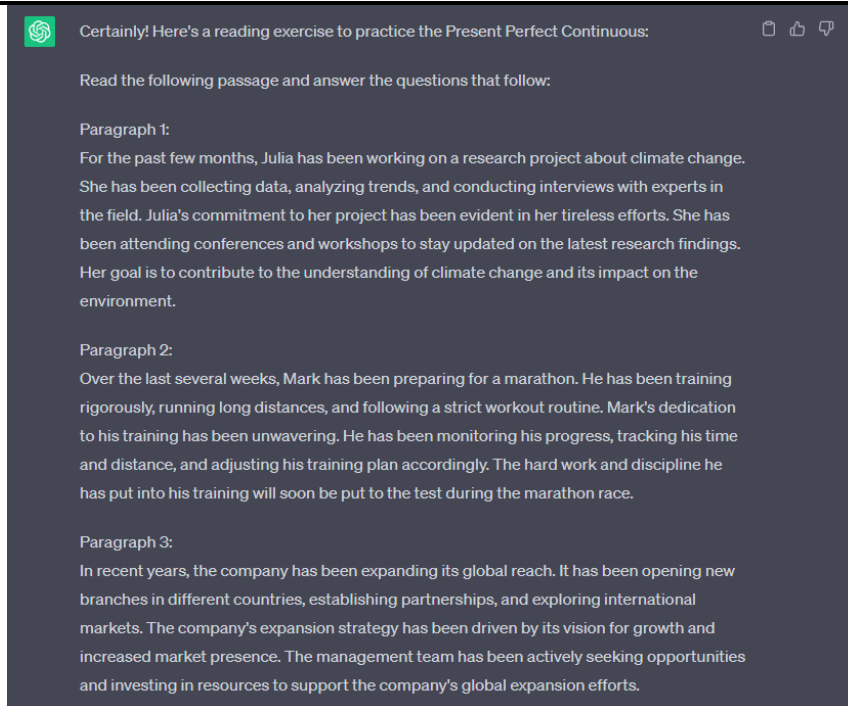 Certainly! Here's a reading exercise to practice the Present Perfect Continuous:
Read the following passage and answer the questions that follow:
Paragraph 1:
For the past few months, Julia has been working on a research project about climate change.
She has been collecting data, analyzing trends, and conducting interviews with experts in
the field. Julia's commitment to her project has been evident in her tireless efforts. She has
been attending conferences and workshops to stay updated on the latest research findings.
Her goal is to contribute to the understanding of climate change and its impact on the
environment.
Paragraph 2:
Over the last several weeks, Mark has been preparing for a marathon. He has been training
rigorously, running long distances, and following a strict workout routine. Mark's dedication
to his training has been unwavering. He has been monitoring his progress, tracking his time
and distance, and adjusting his training plan accordingly. The hard work and discipline he
has put into his training will soon be put to the test during the marathon race.
Paragraph 3:
In recent years, the company has been expanding its global reach. It has been opening new
branches in different countries, establishing partnerships, and exploring international
markets. The company's expansion strategy has been driven by its vision for growth and
increased market presence. The management team has been actively seeking opportunities
and investing in resources to support the company's global expansion efforts.